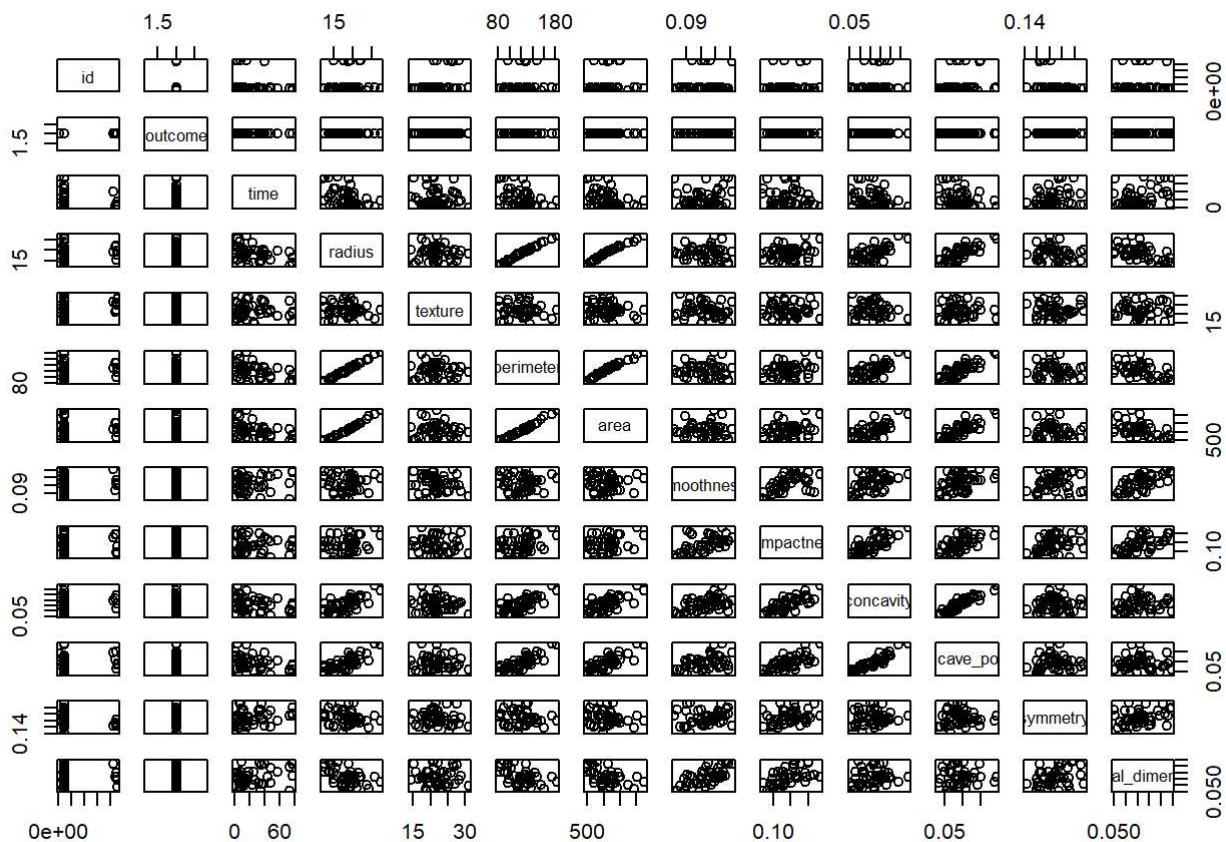 1.5 15 80 180 0.09 0.05 0.14
id
0e+00
outcome
1.5
time
0
radius
15
texture
15
perimeter
80
area
500
moothnes
0.09
mpactne
0.10
concavity
0.05
cave_po
0.05
symmetry
0.14
al_dimen
0.050
0e+00 0 60 15 30 500 0.10 0.05 0.050